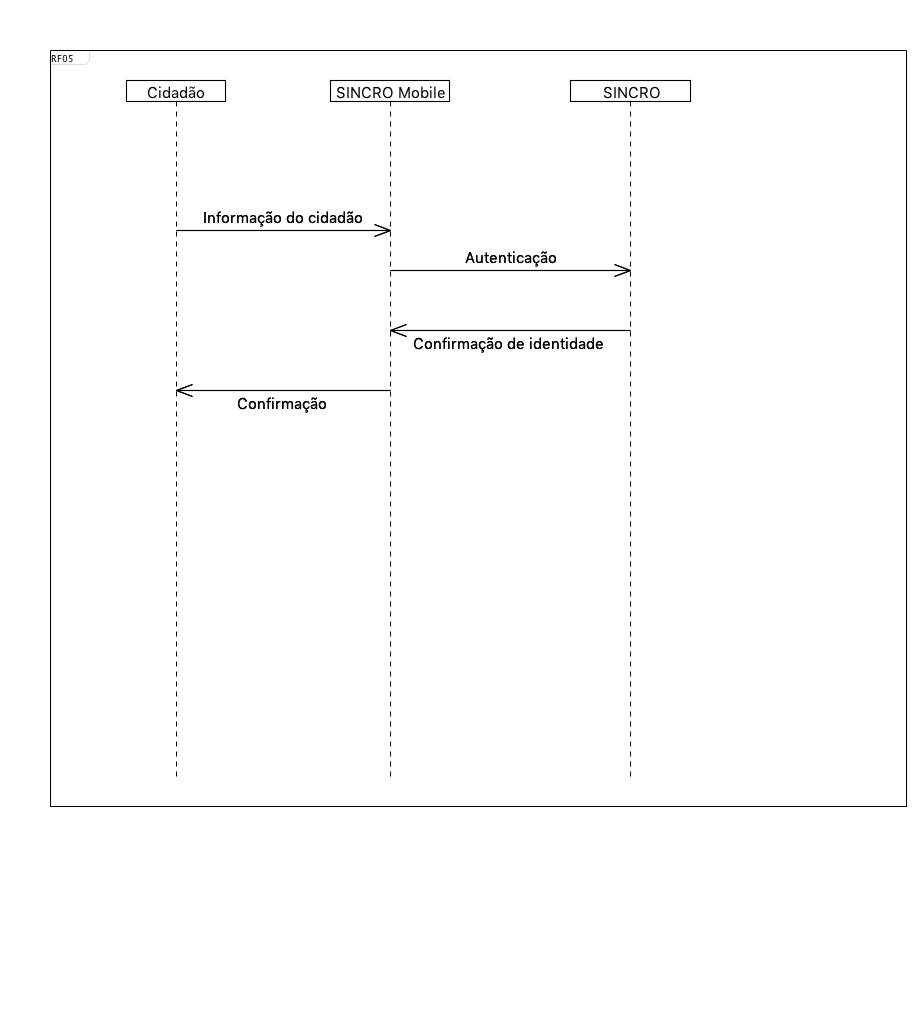 RF05
Cidadão
SINCRO Mobile
SINCRO
Informação do cidadão
Autenticação
Confirmação de identidade
Confirmação